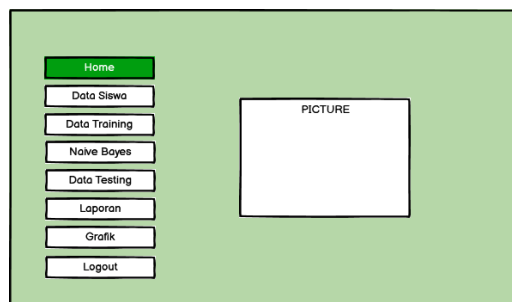 Home
Data Siswa
Data Training
Naive Bayes
Data Testing
Laporan
Grafik
Logout
PICTURE